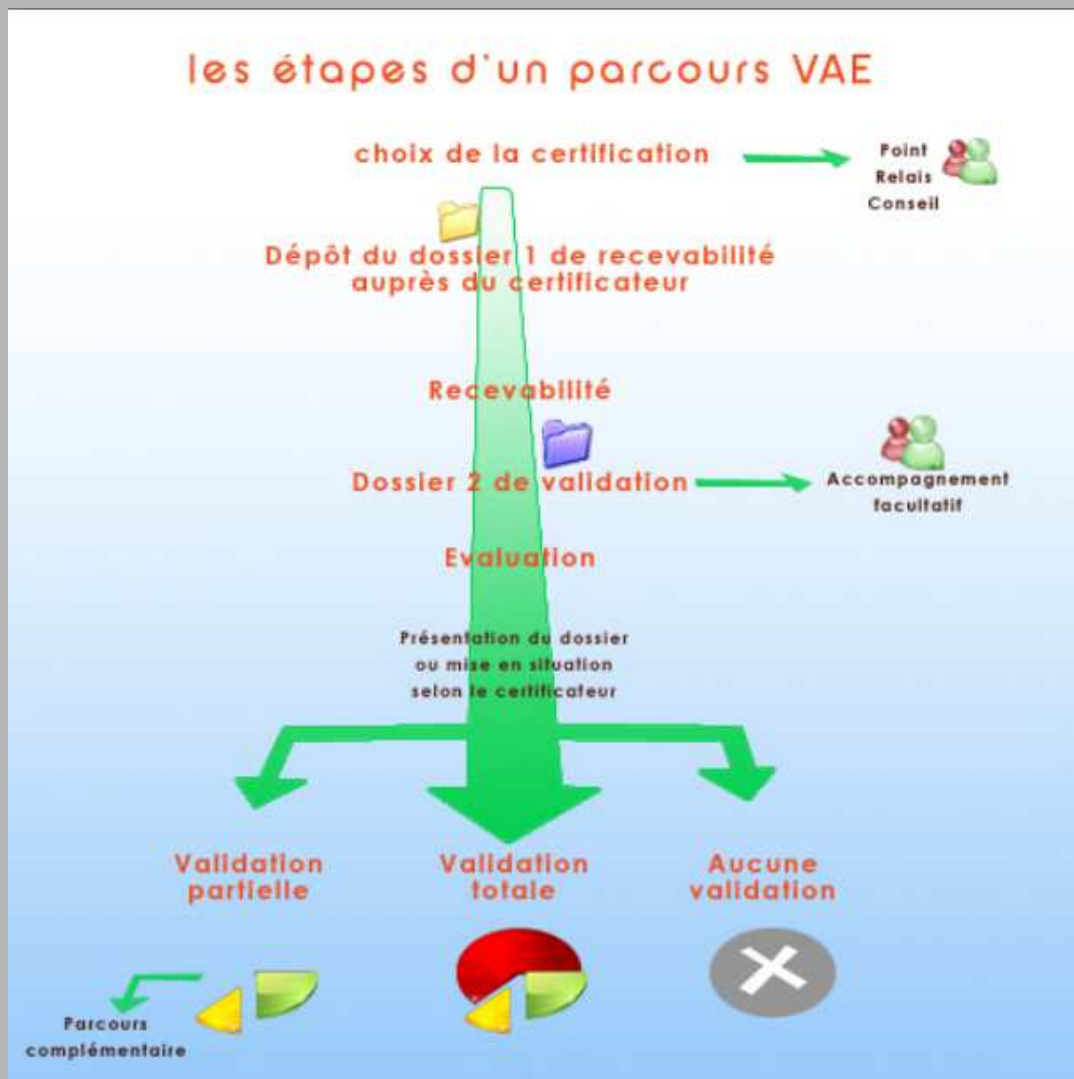 les étapes d'un parcours VAE
choix de la certification
Point
Relais
Conseil
Dépôt du dossier 1 de recevabilité
auprès du certificateur
Recevabilité
Dossier 2 de validation
Accompagnement
facultatif
Evaluation
Présentation du dossier
ou mise en situation
selon le certificateur
Validation
partielle
Validation
totale
Aucune
validation
Parcours
complémentaire